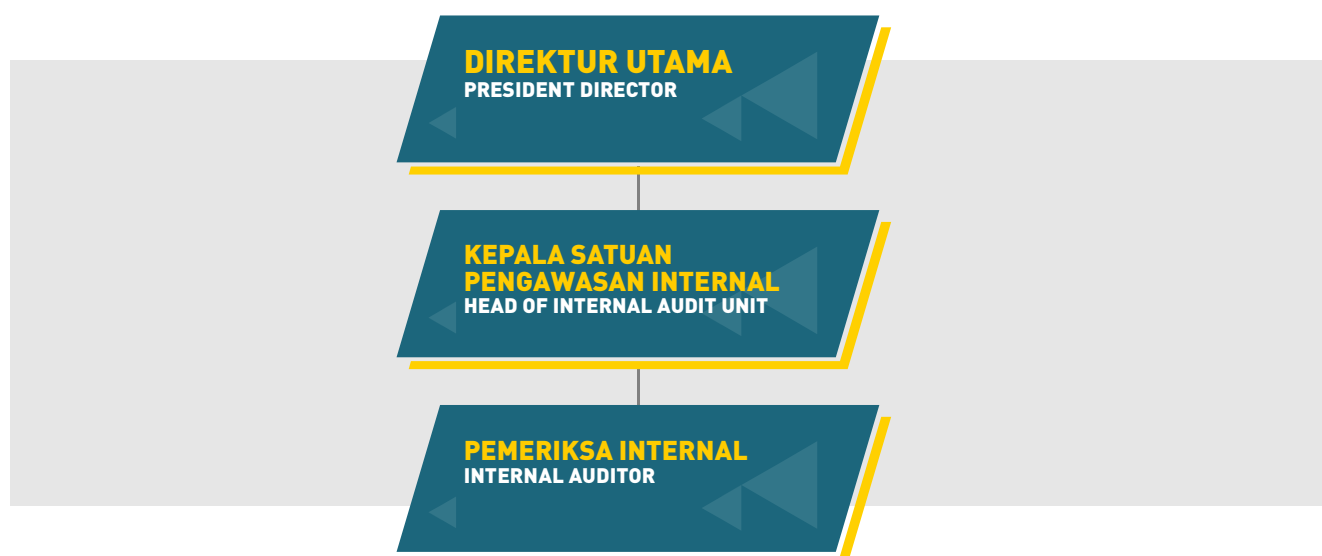 DIREKTUR UTAMA
PRESIDENT DIRECTOR
KEPALA SATUAN
PENGAWASAN INTERNAL
HEAD OF INTERNAL AUDIT UNIT
PEMERIKSA INTERNAL
INTERNAL AUDITOR